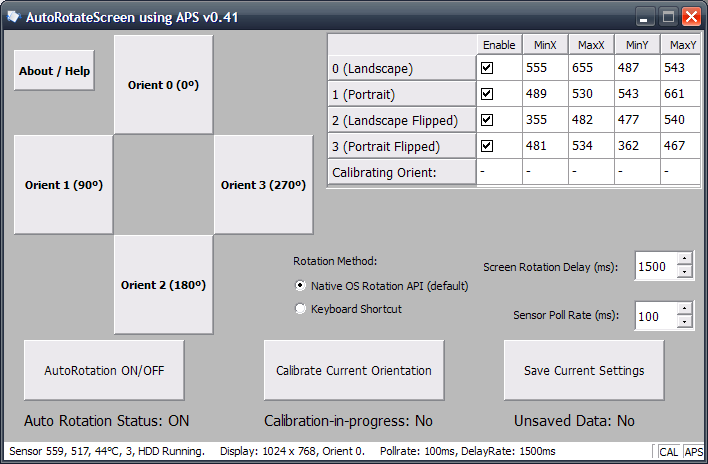 AutoRotateScreen using APS v0.41
About / Help
Orient 0 (0º)
Orient 1 (90º)
Orient 3 (270º)
Orient 2 (180º)
Enable MinX MaxX MinY MaxY
0 (Landscape) 555 655 487 543
1 (Portrait) 489 530 543 661
2 (Landscape Flipped) 355 482 477 540
3 (Portrait Flipped) 481 534 362 467
Calibrating Orient: - - - - -
Rotation Method:
Native OS Rotation API (default)
Keyboard Shortcut
Screen Rotation Delay (ms): 1500
Sensor Poll Rate (ms): 100
AutoRotation ON/OFF
Calibrate Current Orientation
Save Current Settings
Auto Rotation Status: ON
Calibration-in-progress: No
Unsaved Data: No
Sensor 559, 517, 44°C, 3, HDD Running. Display: 1024 x 768, Orient 0. Pollrate: 100ms, DelayRate: 1500ms CAL APS